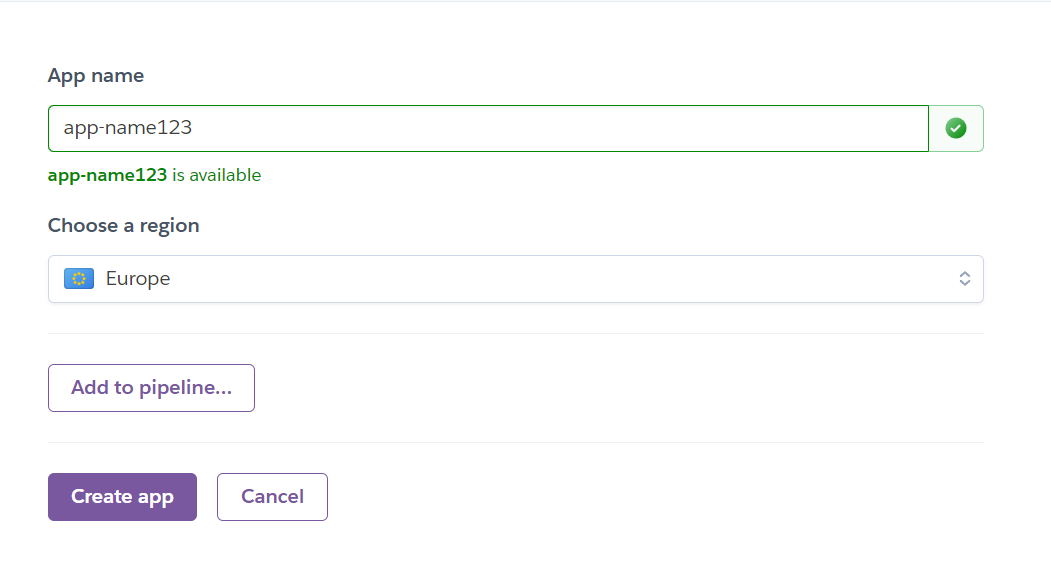 App name
app-name123
app-name123 is available
Choose a region
Europe
Add to pipeline...
Create app
Cancel